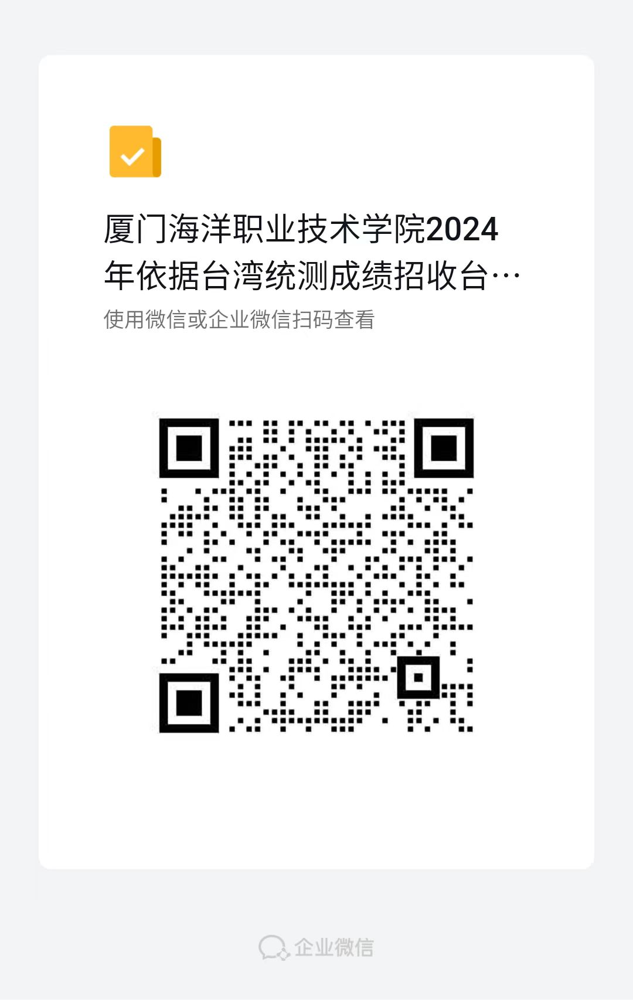 厦门海洋职业技术学院2024
年依据台湾统测成绩招收台…
使用微信或企业微信扫码查看
企业微信